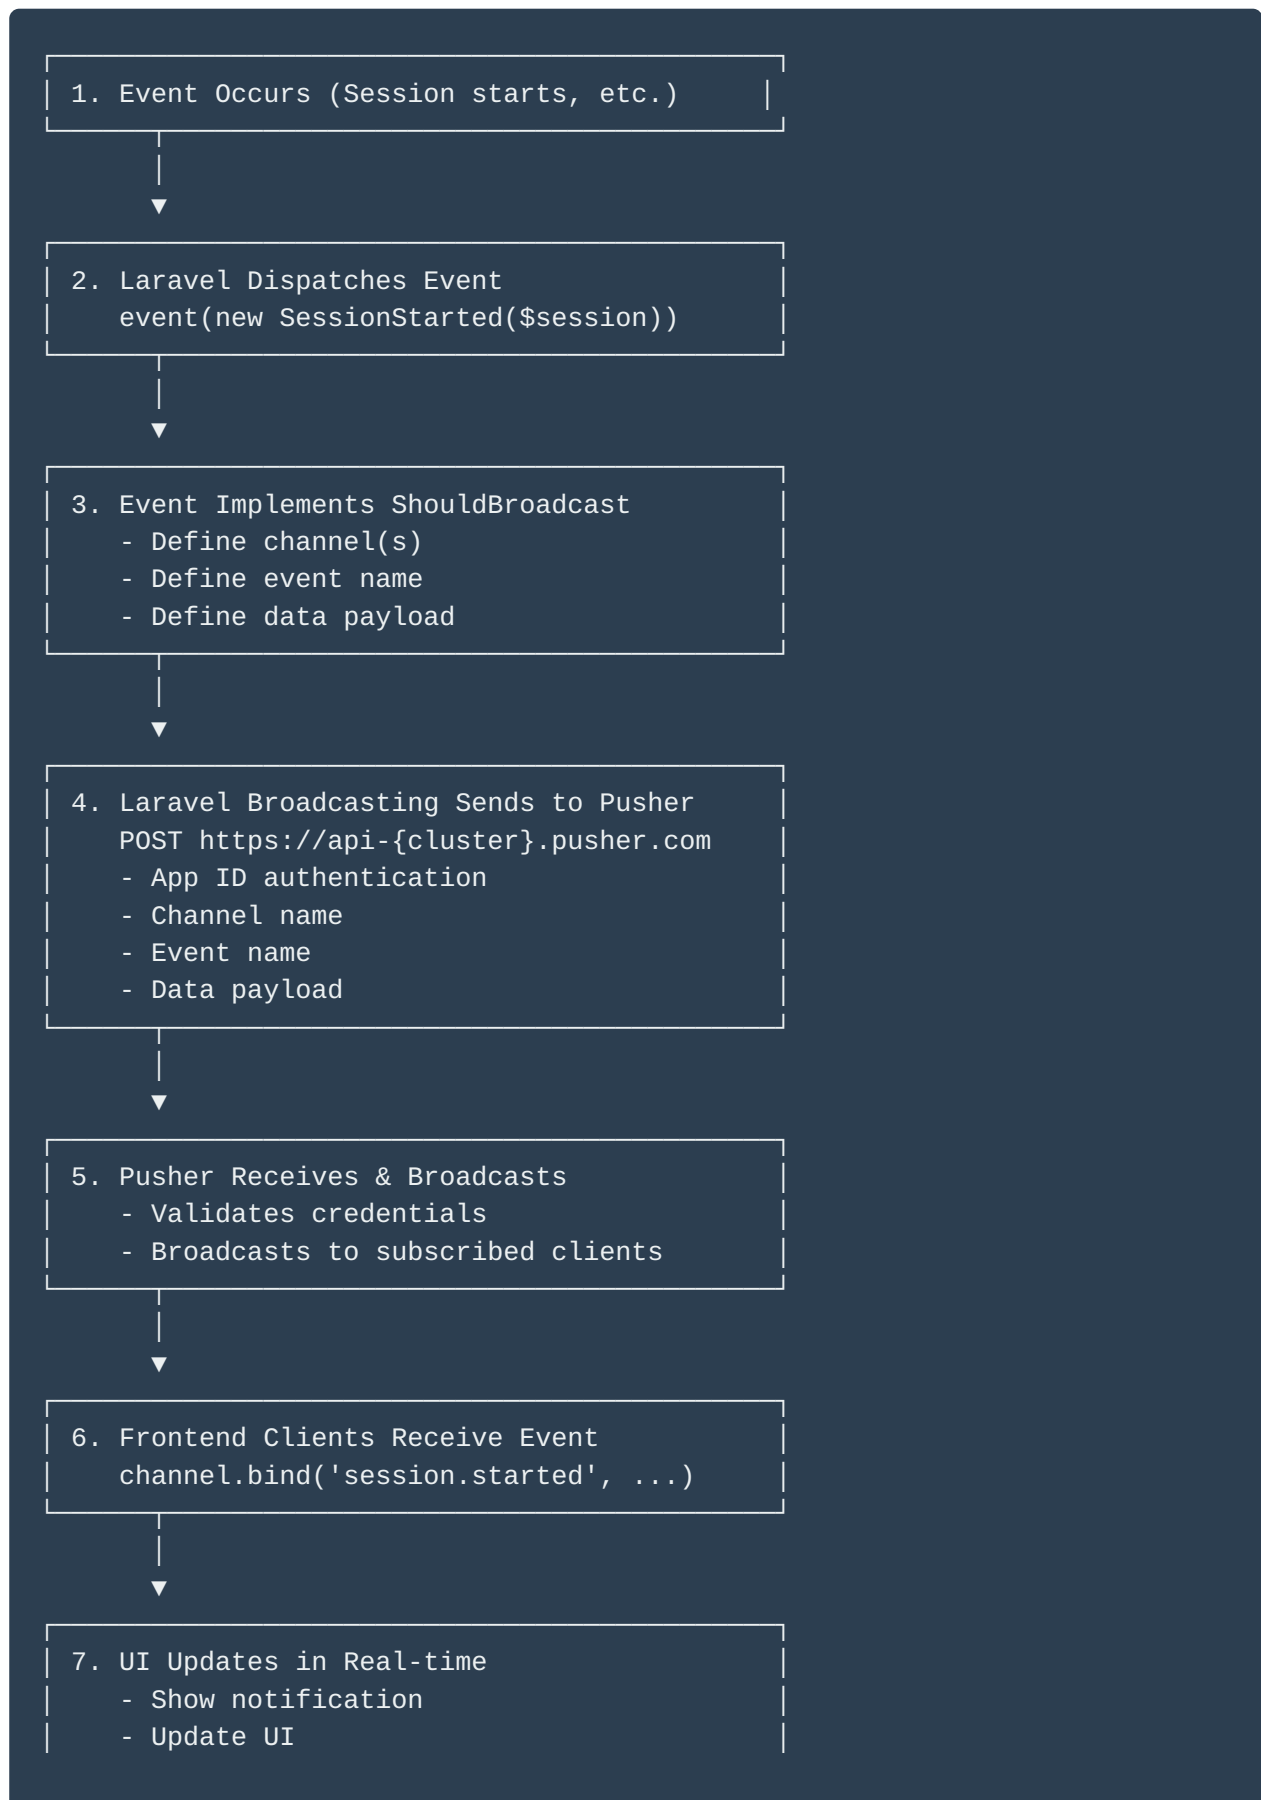 1. Event Occurs (Session starts, etc.)
2. Laravel Dispatches Event
event(new SessionStarted($session))
3. Event Implements ShouldBroadcast
- Define channel(s)
- Define event name
- Define data payload
4. Laravel Broadcasting Sends to Pusher
POST https://api-{cluster}.pusher.com
- App ID authentication
- Channel name
- Event name
- Data payload
5. Pusher Receives & Broadcasts
- Validates credentials
- Broadcasts to subscribed clients
6. Frontend Clients Receive Event
channel.bind('session.started', ...)
7. UI Updates in Real-time
- Show notification
- Update UI